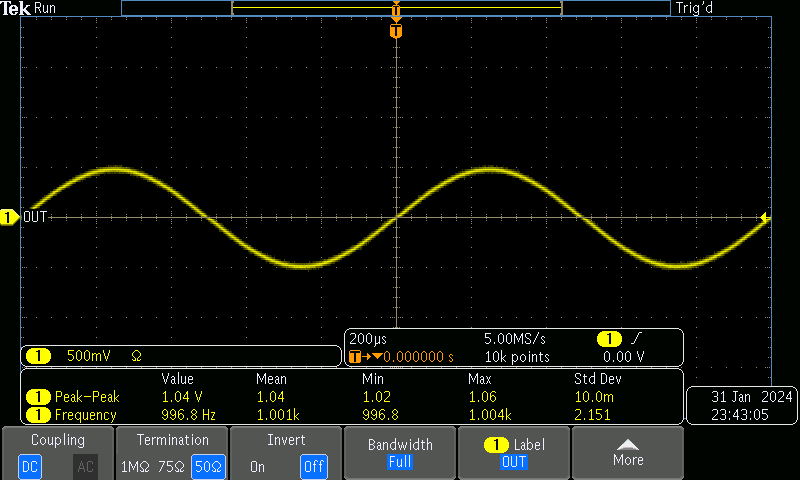 Tek Run Trig'd
T
T
1 OUT
200µs 5.00MS/s 1
1 500mV Ω T→▼0.000000 s 10k points 0.00 V
Value Mean Min Max Std Dev
1 Peak-Peak 1.04 V 1.04 1.02 1.06 10.0m
1 Frequency 996.8 Hz 1.001k 996.8 1.004k 2.151
31 Jan 2024
23:43:05
Coupling Termination Invert Bandwidth 1 Label
DC AC 1MΩ 75Ω 50Ω On Off Full OUT More